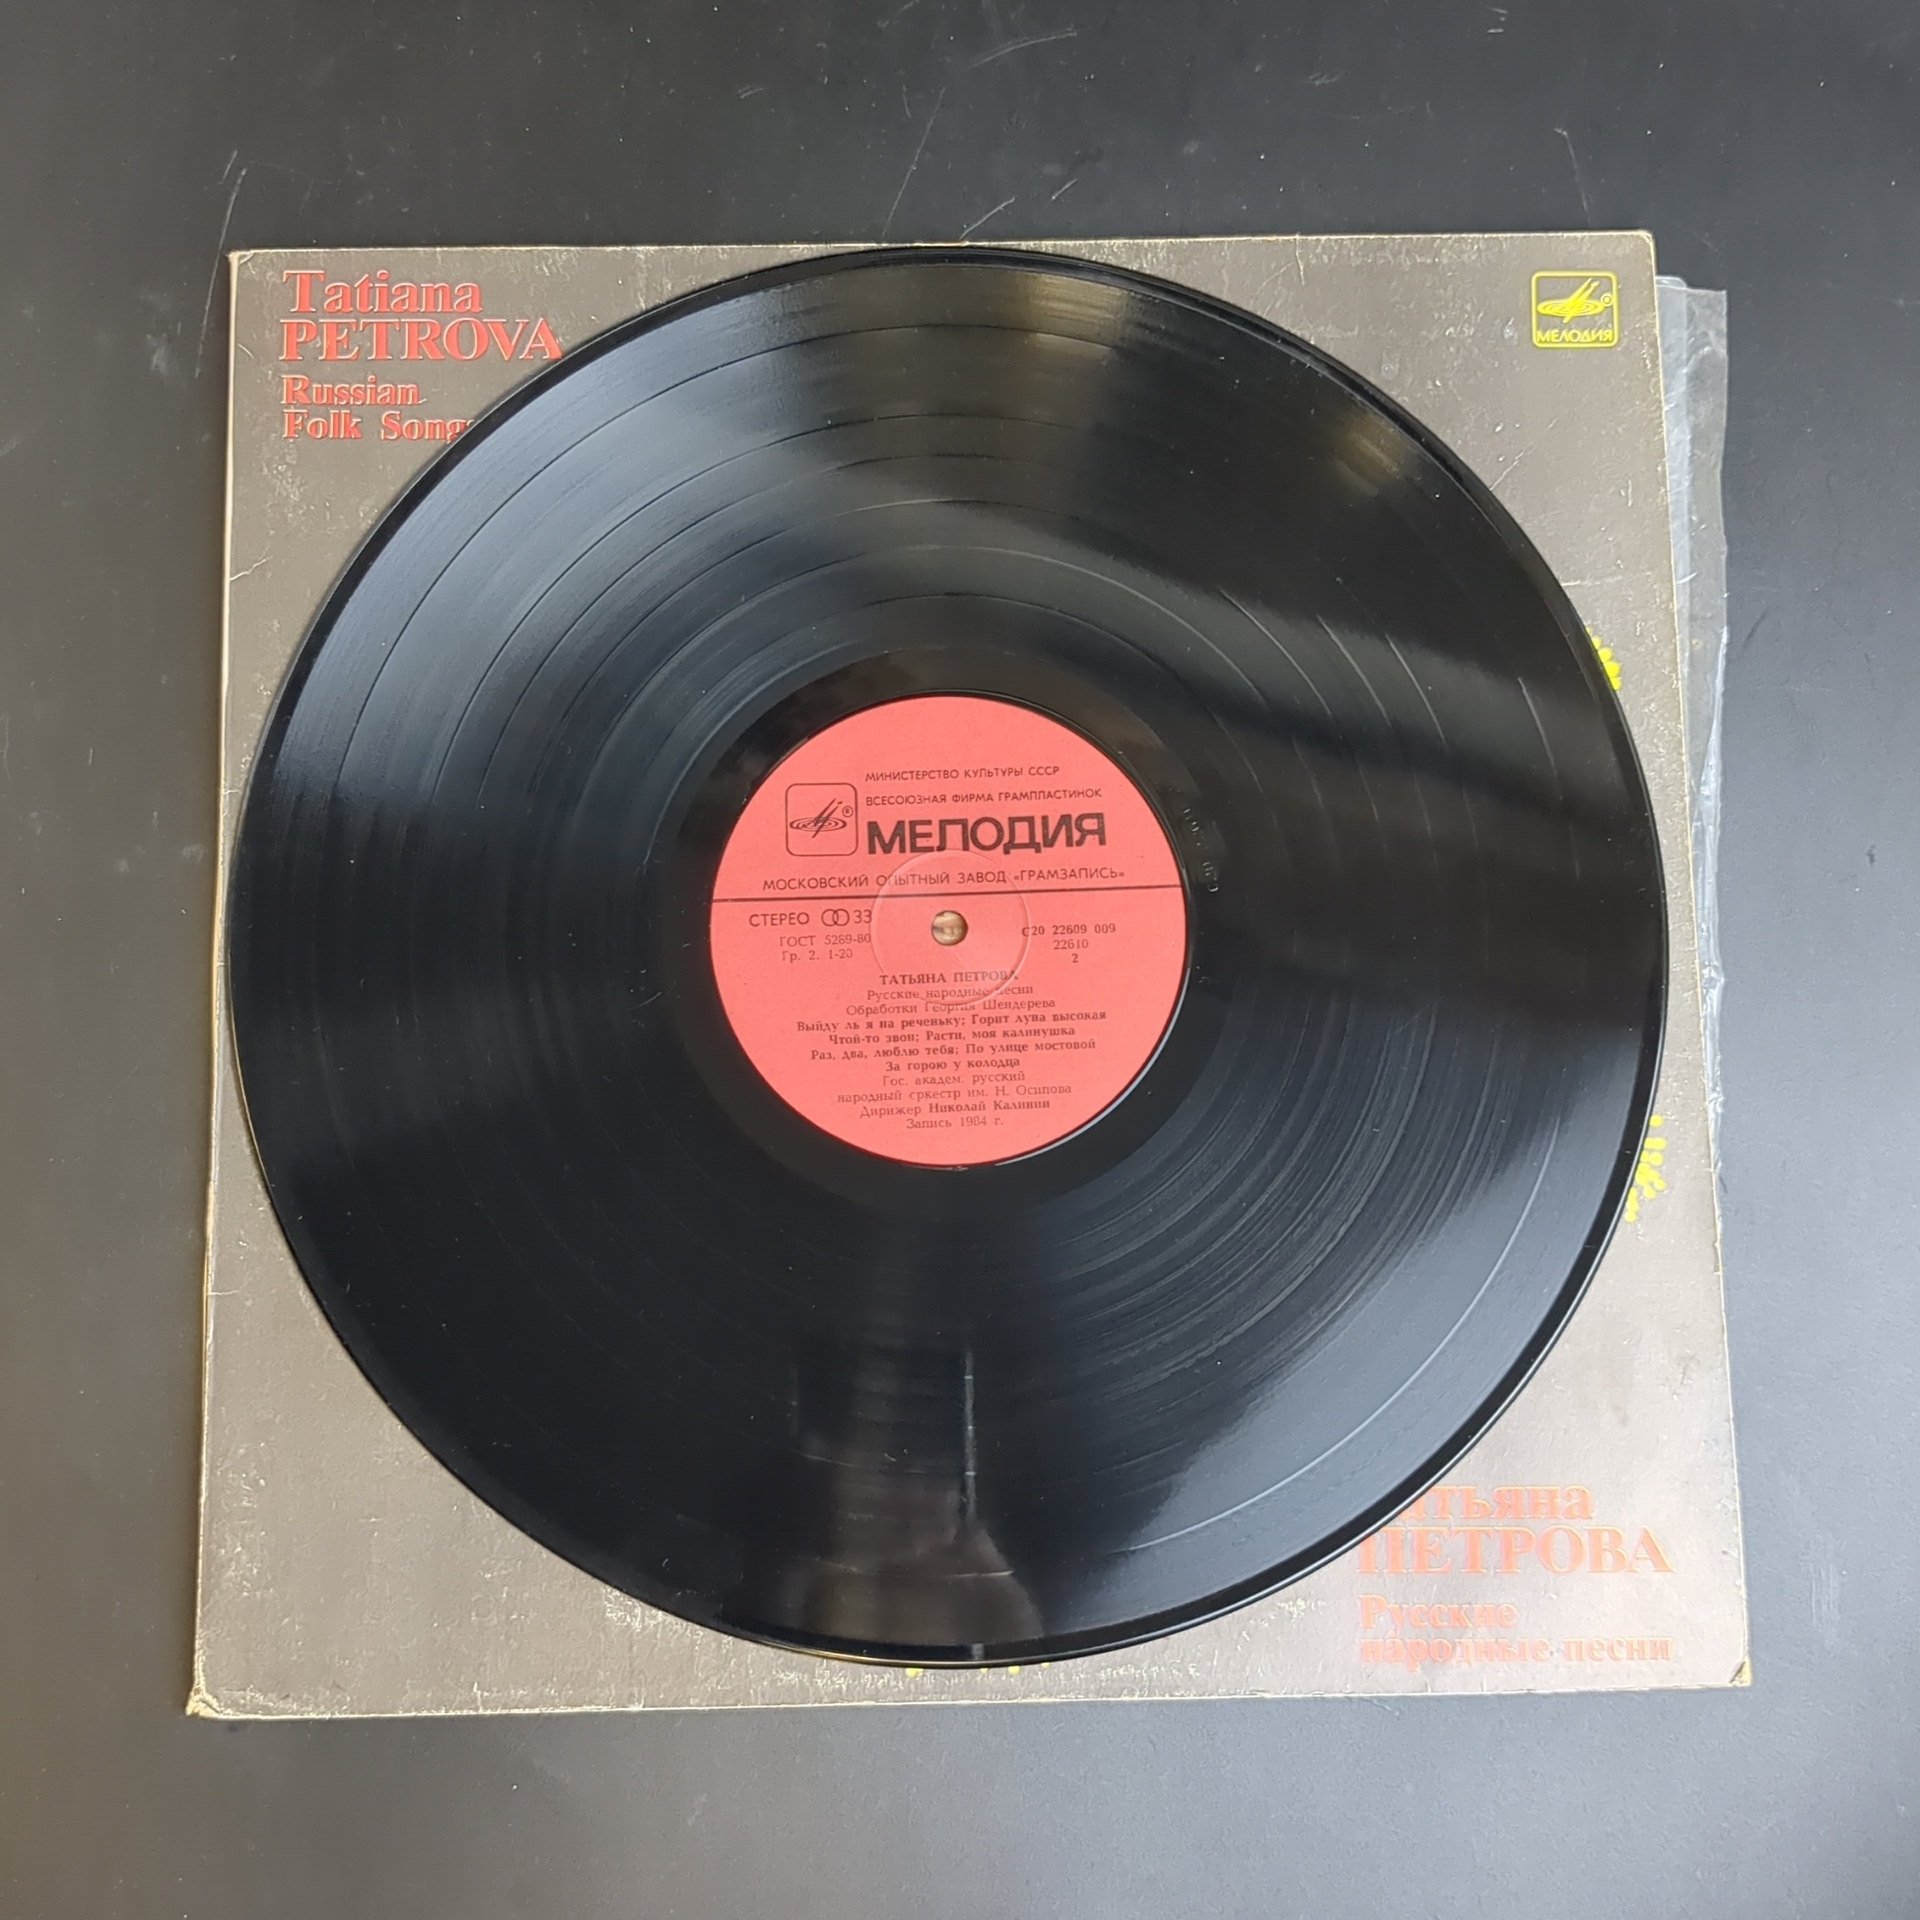 Tatiana
PETROVA
Russian
Folk Song
МЕЛОДИЯ
МИНИСТЕРСТВО КУЛЬТУРЫ СССР
ВСЕСОЮЗНАЯ ФИРМА ГРАМПЛАСТИНОК
МЕЛОДИЯ
МОСКОВСКИЙ ОПЫТНЫЙ ЗАВОД «ГРАМЗАПИСЬ»
СТЕРЕО 33
ГОСТ 5289-80
Гр. 2. 1-20
С20 22609 009
22610
2
ТАТЬЯНА ПЕТРОВА
Русские народные песни
Обработки Георгия Шендерева
Выйду ль я на реченьку; Горит луна высокая
Чтой-то звон; Расти, моя калинушка
Раз, два, люблю тебя; По улице мостовой
За горою у колодца
Гос. академ. русский
народный оркестр им. Н. Осипова
Дирижер Николай Калинин
Запись 1984 г.
атьяна
ПЕТРОВА
Русские
народные песни